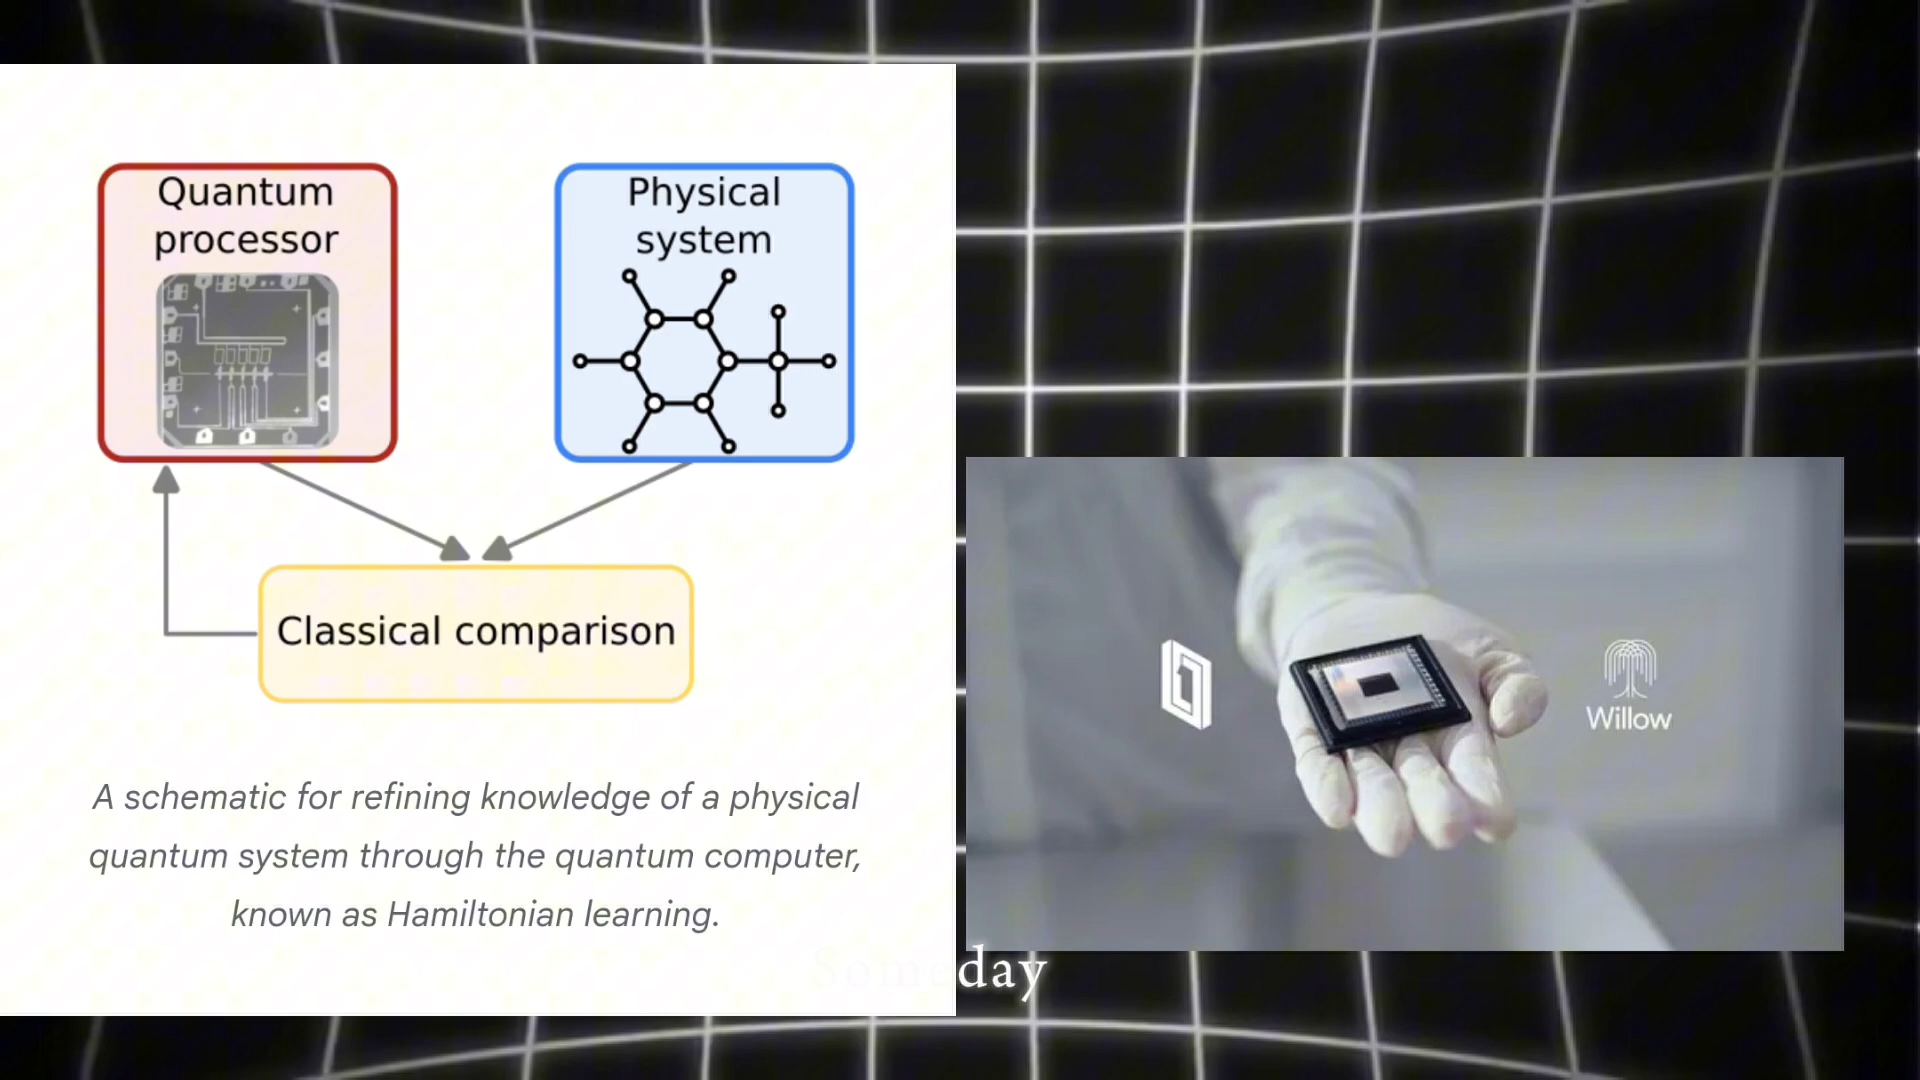 Quantum
processor
Physical
system
Classical comparison
A schematic for refining knowledge of a physical
quantum system through the quantum computer,
known as Hamiltonian learning.
Willow
Someday